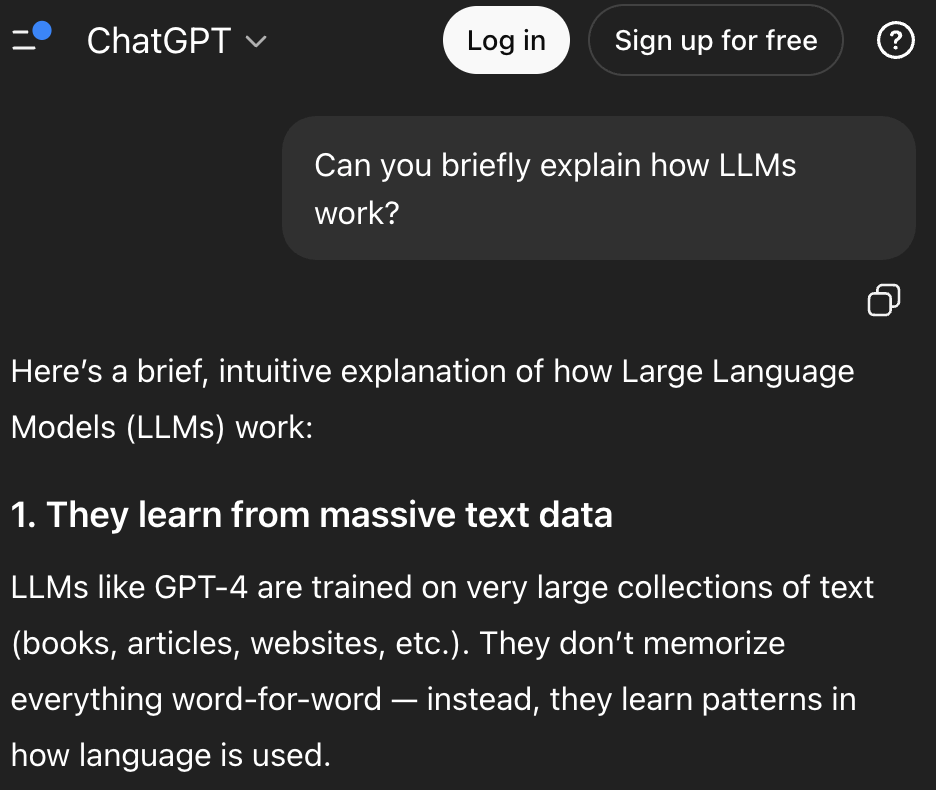 ChatGPT
Log in
Sign up for free
?
Can you briefly explain how LLMs
work?
Here’s a brief, intuitive explanation of how Large Language
Models (LLMs) work:
1. They learn from massive text data
LLMs like GPT-4 are trained on very large collections of text
(books, articles, websites, etc.). They don’t memorize
everything word-for-word — instead, they learn patterns in
how language is used.